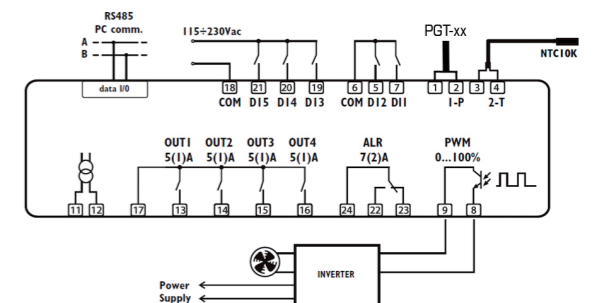 RS485
PC comm.
A
B
115÷230Vac
PGT-xx
NTC10K
data I/0
18 21 20 19 6 5 7 1 2 3 4
COM DI5 DI4 DI3 COM DI2 DI1 1-P 2-T
OUT1 OUT2 OUT3 OUT4 ALR PWM
5(1)A 5(1)A 5(1)A 5(1)A 7(2)A 0...100%
11 12 17 13 14 15 16 24 22 23 9 8
INVERTER
Power
Supply